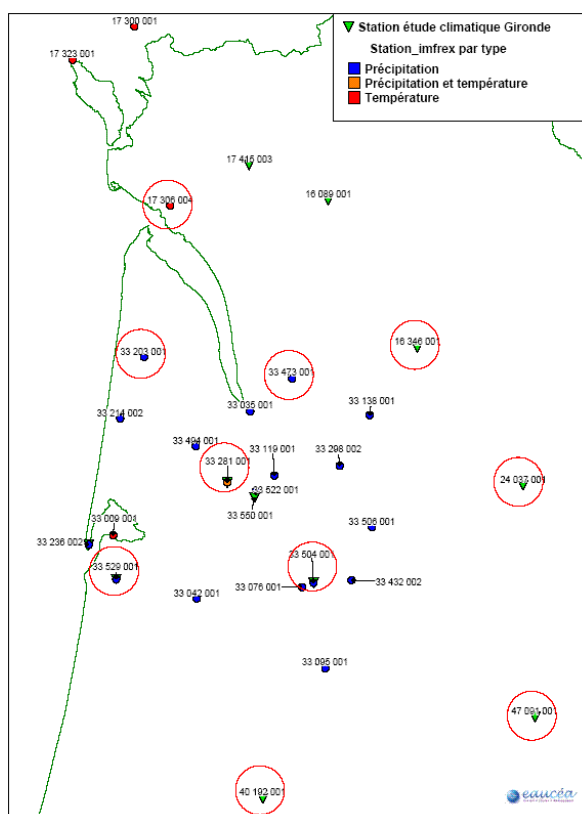 17 300 001
Station étude climatique Gironde
Station_imfrex par type
Précipitation
Précipitation et température
Température
17 323 001
17 415 003
16 089 001
17 306 004
16 346 001
33 203 001
33 473 001
33 138 001
33 214 002
33 035 001
33 494 001
33 119 001
33 298 002
33 281 001
24 037 001
33 522 001
33 550 001
33 009 001
33 506 001
33 236 002
33 504 001
33 529 001
33 076 001
33 432 002
33 042 001
33 095 001
47 091 001
40 192 001
eaucéa